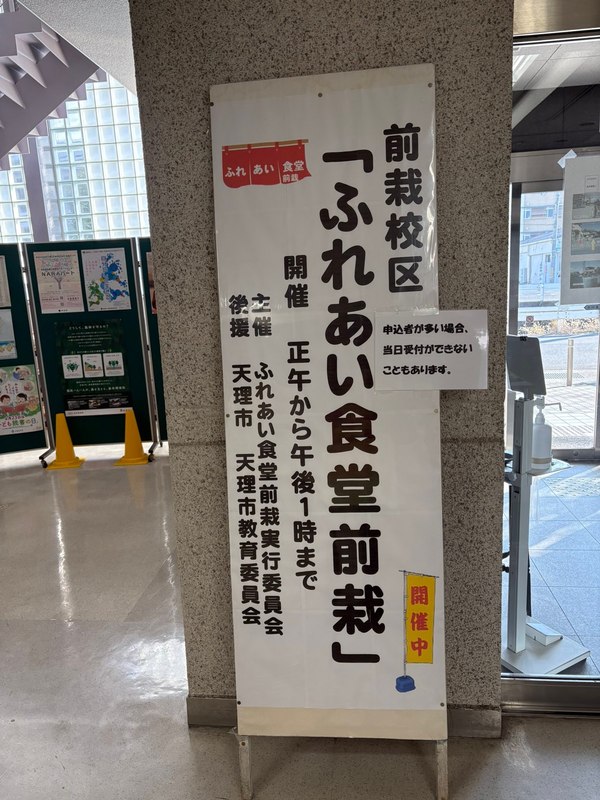 前栽校区
「ふれあい食堂前栽」
開催 正午から午後1時まで
主催 ふれあい食堂前栽実行委員会
後援 天理市 天理市教育委員会
ふれ あい 食堂
前栽
申込者が多い場合、
当日受付ができない
こともあります。
開催中